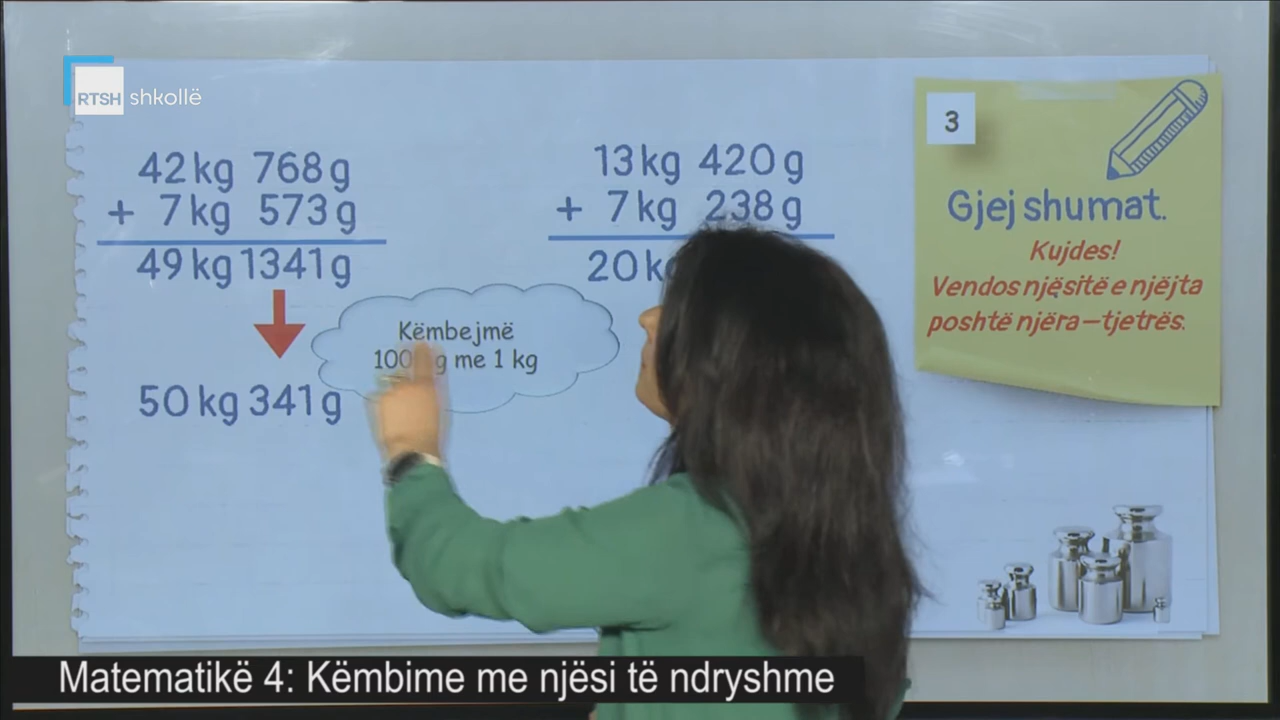 RTSH shkollë
42 kg 768 g
+ 7 kg 573 g
49 kg 1341 g
50 kg 341 g
Këmbejmë
me 1 kg
13 kg 420 g
+ 7 kg 238 g
20
3
Gjej shumat.
Kujdes!
Vendos njësitë e njëjta
poshtë njëra-tjetrës.
Matematikë 4: Këmbime me njësi të ndryshme